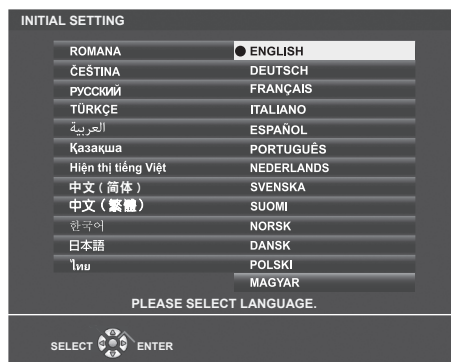 INITIAL SETTING
ROMANA
ČEŠTINA
РУССКИЙ
TÜRKÇE
العربية
Қазақша
Hiện thị tiếng Việt
中文 ( 简体 )
中文 ( 繁體 )
한국어
日本語
ไทย
ENGLISH
DEUTSCH
FRANÇAIS
ITALIANO
ESPAÑOL
PORTUGUÊS
NEDERLANDS
SVENSKA
SUOMI
NORSK
DANSK
POLSKI
MAGYAR
PLEASE SELECT LANGUAGE.
SELECT ENTER